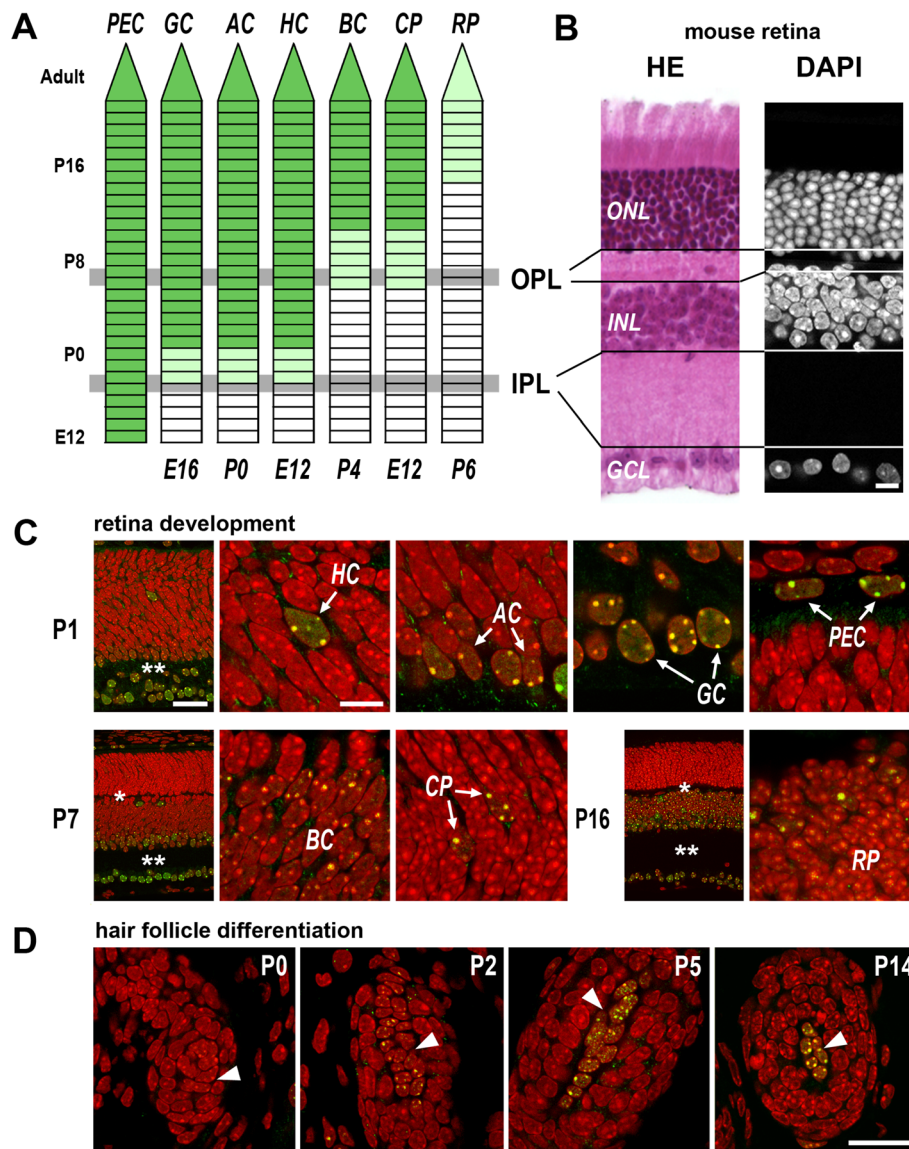 A
PEC GC AC HC BC CP RP
Adult
P16
P8
P0
E12
E16 P0 E12 P4 E12 P6
OPL
IPL
B
mouse retina
HE DAPI
ONL
INL
GCL
C
retina development
P1
**
HC
AC
GC
PEC
P7
*
**
BC
CP
P16
*
**
RP
D
hair follicle differentiation
P0 P2 P5 P14